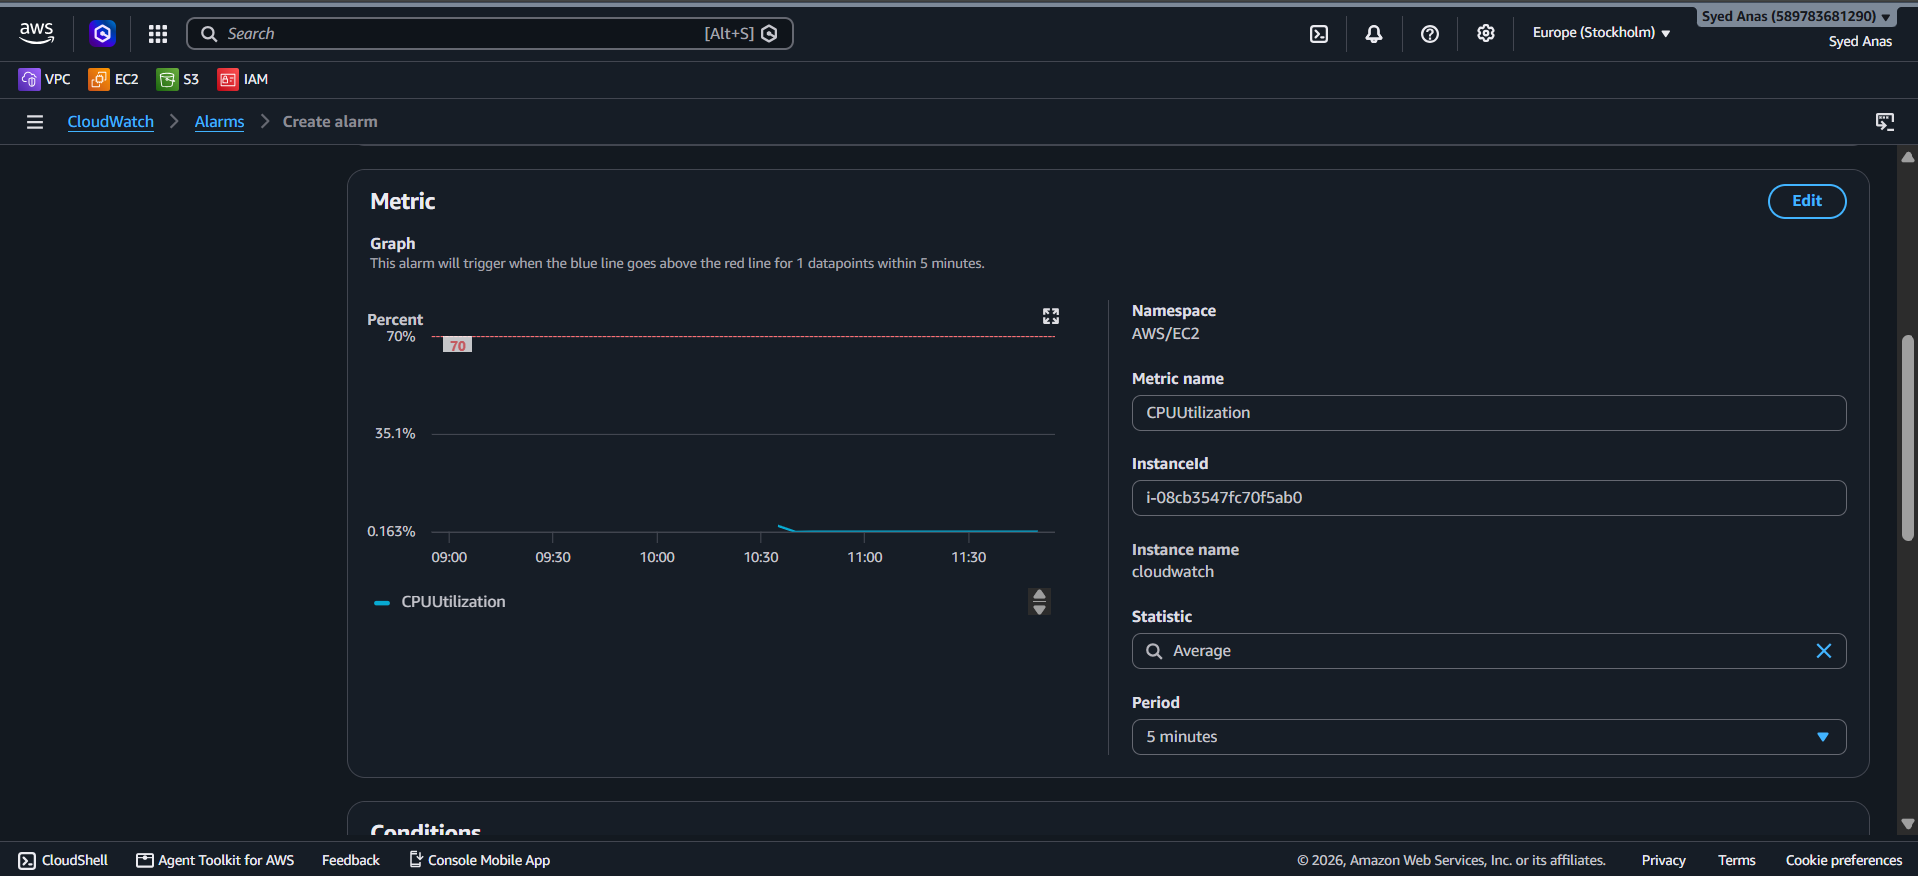 Syed Anas (589783681290)
aws
Search
[Alt+S]
Europe (Stockholm)
Syed Anas
VPC
EC2
S3
IAM
CloudWatch
Alarms
Create alarm
Metric
Edit
Graph
This alarm will trigger when the blue line goes above the red line for 1 datapoints within 5 minutes.
Percent
70%
70
35.1%
0.163%
09:00
09:30
10:00
10:30
11:00
11:30
CPUUtilization
Namespace
AWS/EC2
Metric name
CPUUtilization
InstanceId
i-08cb3547fc70f5ab0
Instance name
cloudwatch
Statistic
Average
Period
5 minutes
Conditions
CloudShell
Agent Toolkit for AWS
Feedback
Console Mobile App
© 2026, Amazon Web Services, Inc. or its affiliates.
Privacy
Terms
Cookie preferences